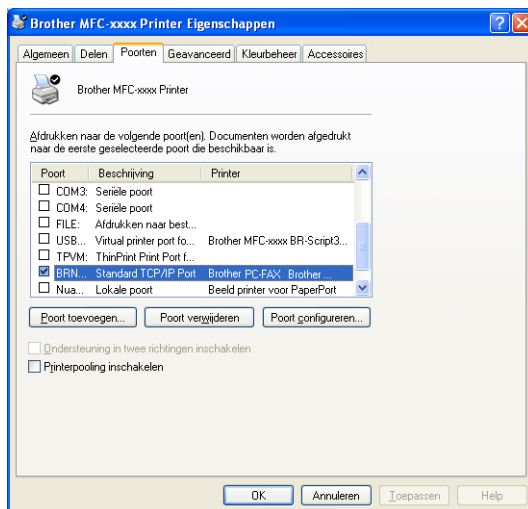 Brother MFC-xxxx Printer Eigenschappen
Algemeen Delen Poorten Geavanceerd Kleurbeheer Accessoires
Brother MFC-xxxx Printer
Afdrukken naar de volgende poort(en). Documenten worden afgedrukt
naar de eerste geselecteerde poort die beschikbaar is.
Poort Beschrijving Printer
COM3: Seriële poort
COM4: Seriële poort
FILE: Afdrukken naar best...
USB... Virtual printer port fo... Brother MFC-xxxx BR-Script3...
TPVM: ThinPrint Print Port f...
BRN... Standard TCP/IP Port Brother PC-FAX Brother ...
Nua... Lokale poort Beeld printer voor PaperPort
Poort toevoegen... Poort verwijderen Poort configureren...
Ondersteuning in twee richtingen inschakelen
Printerpooling inschakelen
OK Annuleren Toepassen Help